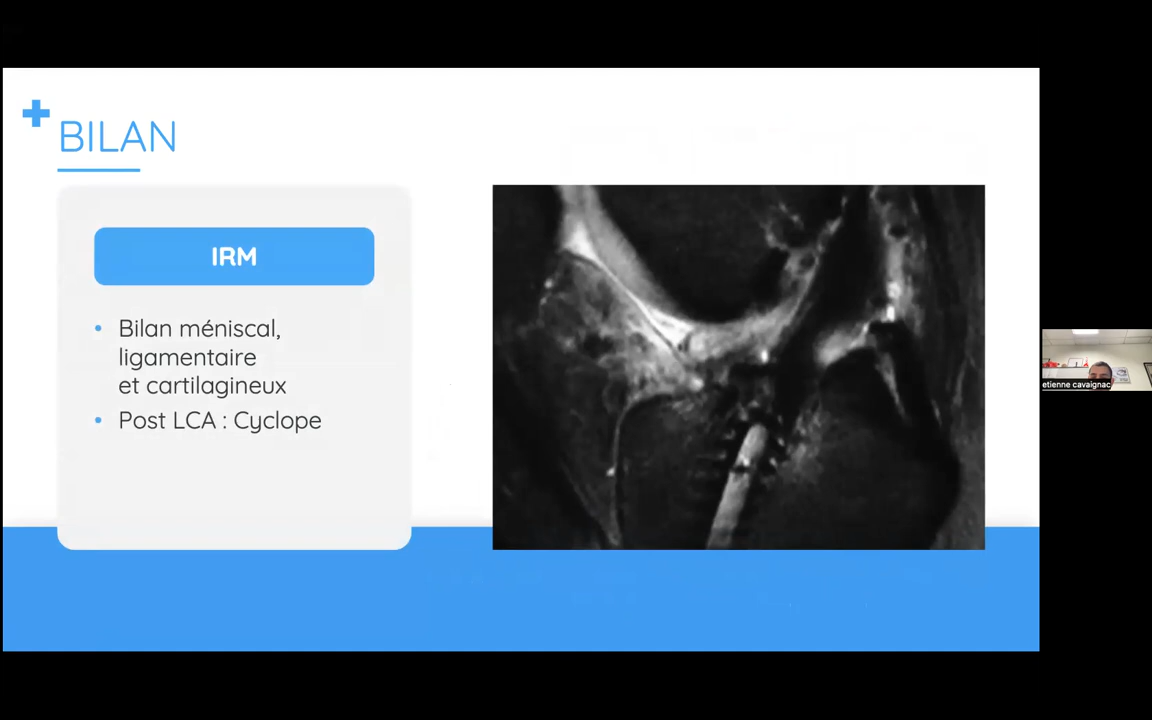 BILAN
IRM
• Bilan méniscal,
ligamentaire
et cartilagineux
• Post LCA : Cyclope
etienne cavaignac